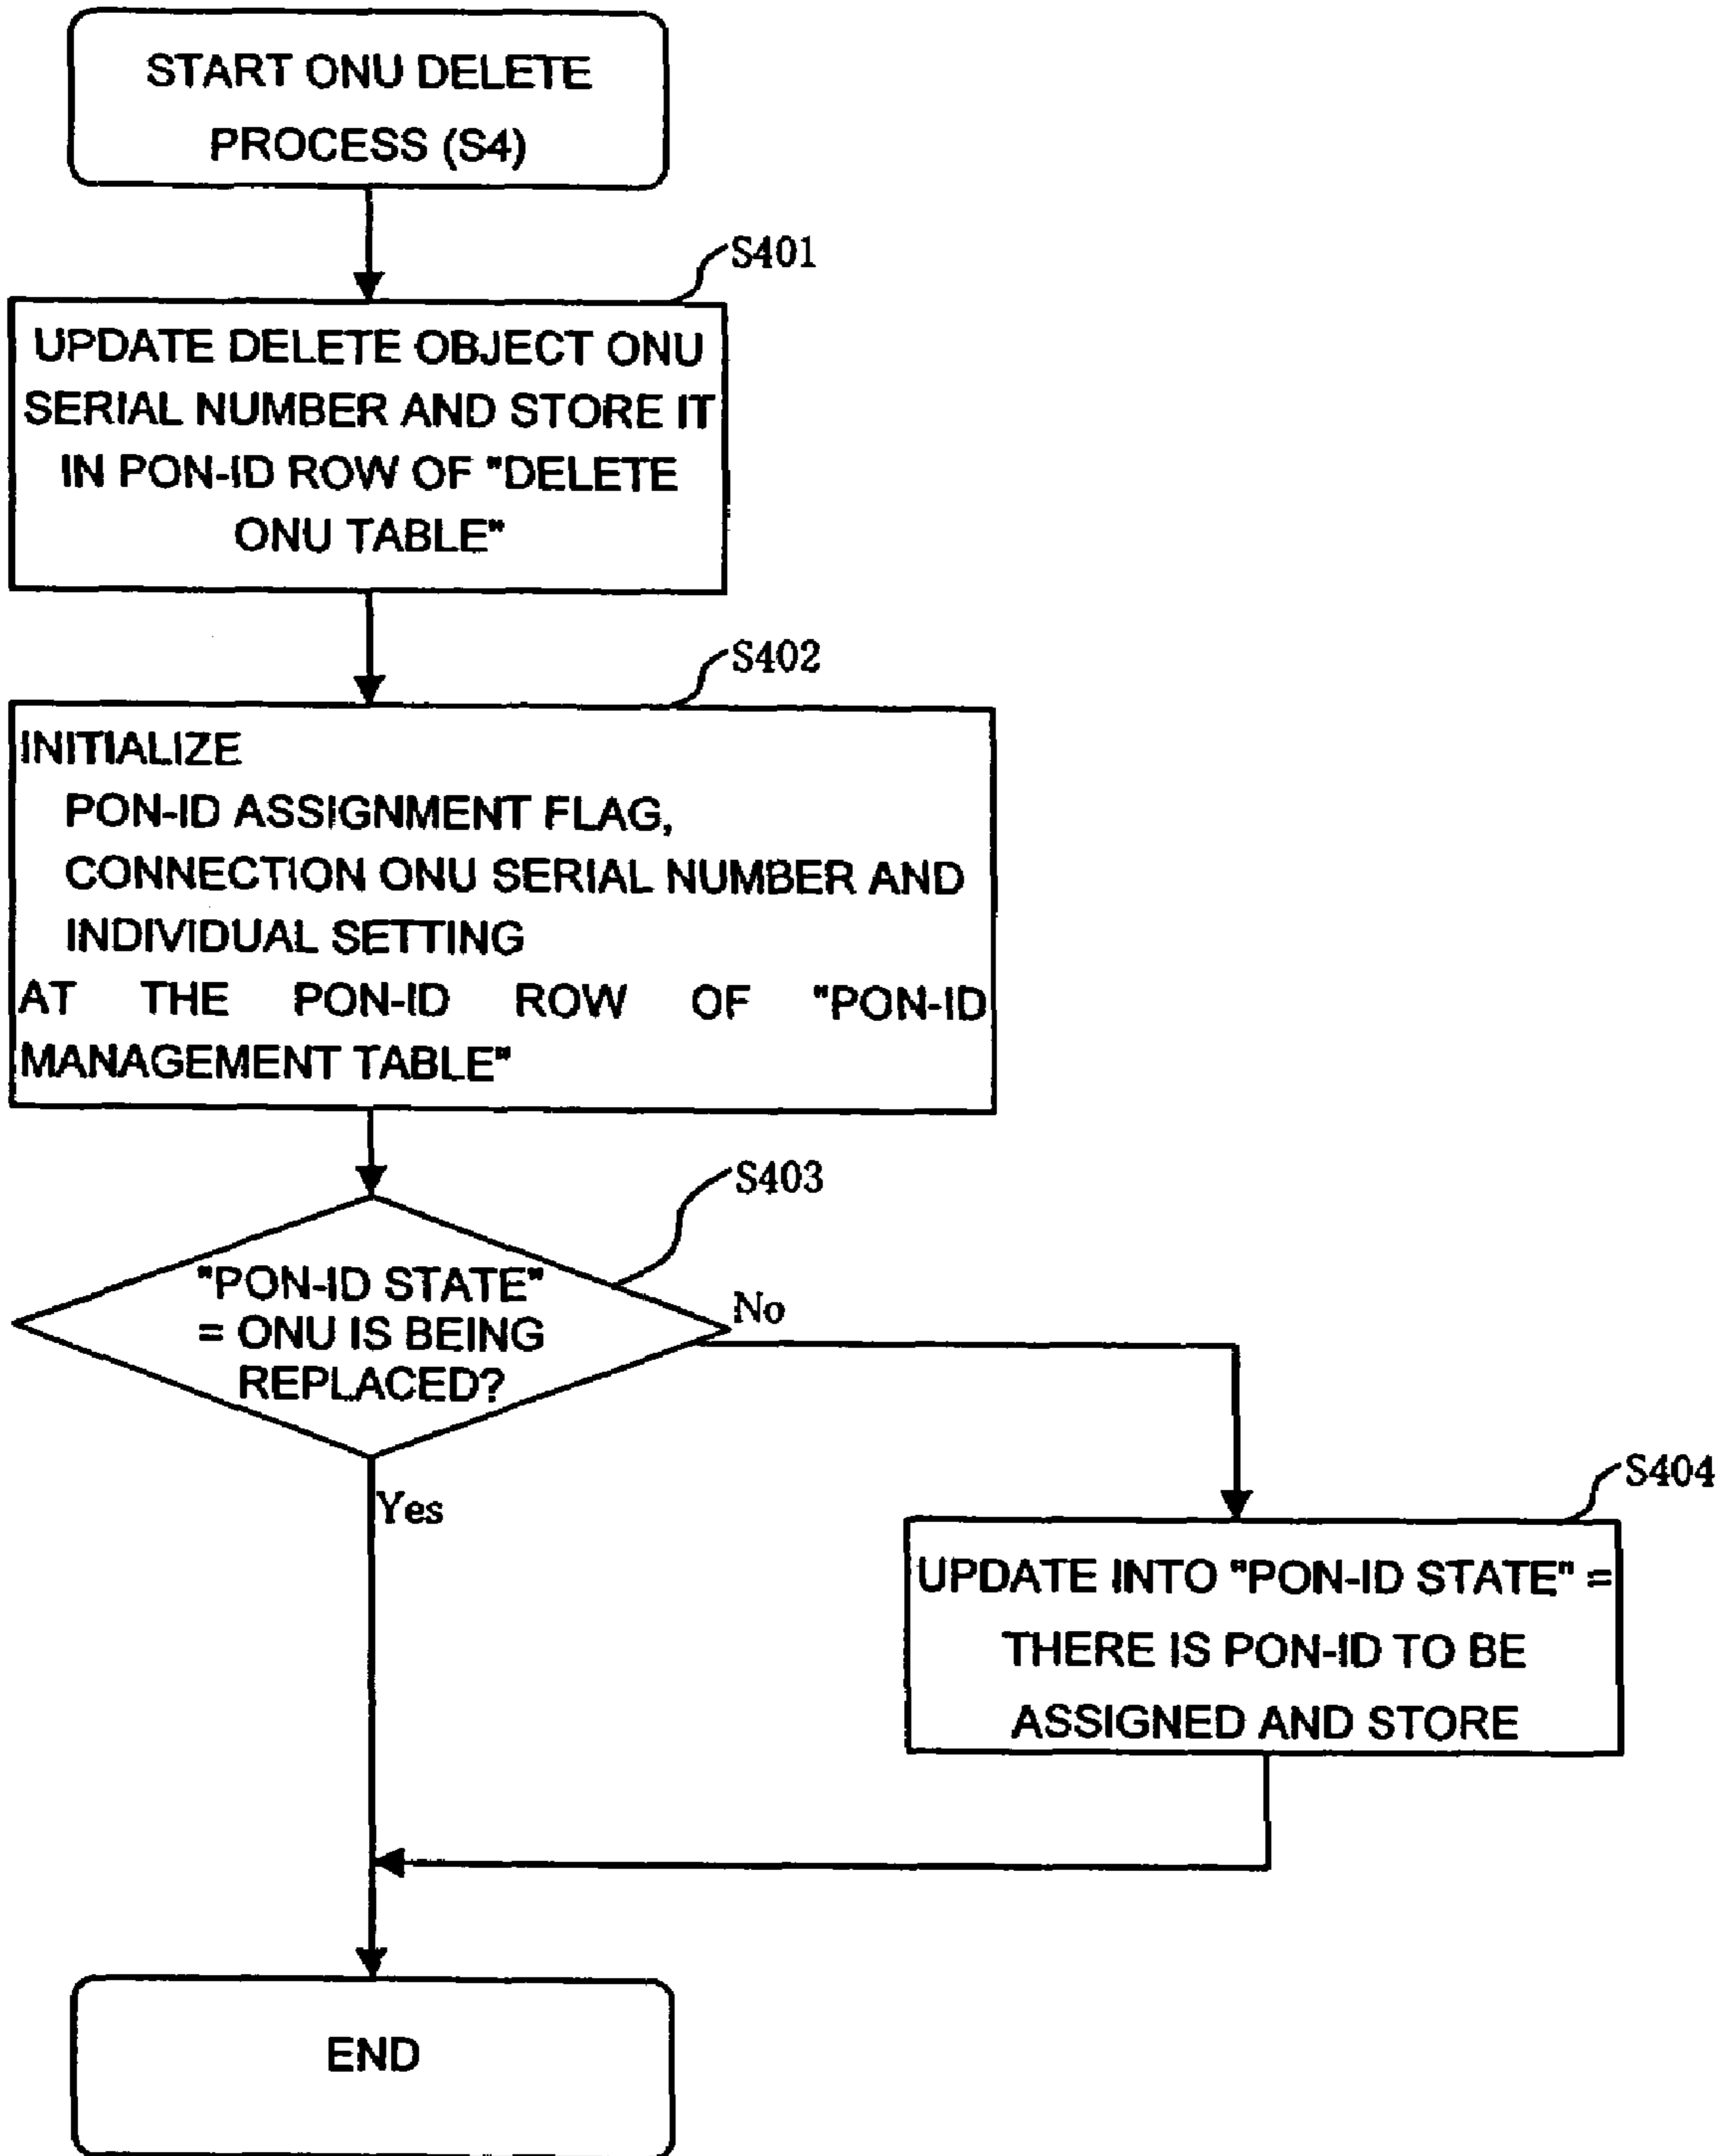 START ONU DELETE
PROCESS (S4)
S401
UPDATE DELETE OBJECT ONU
SERIAL NUMBER AND STORE IT
IN PON-ID ROW OF "DELETE
ONU TABLE"
S402
INITIALIZE
PON-ID ASSIGNMENT FLAG,
CONNECTION ONU SERIAL NUMBER AND
INDIVIDUAL SETTING
AT THE PON-ID ROW OF "PON-ID
MANAGEMENT TABLE"
S403
"PON-ID STATE"
= ONU IS BEING
REPLACED?
No
Yes
S404
UPDATE INTO "PON-ID STATE" =
THERE IS PON-ID TO BE
ASSIGNED AND STORE
END